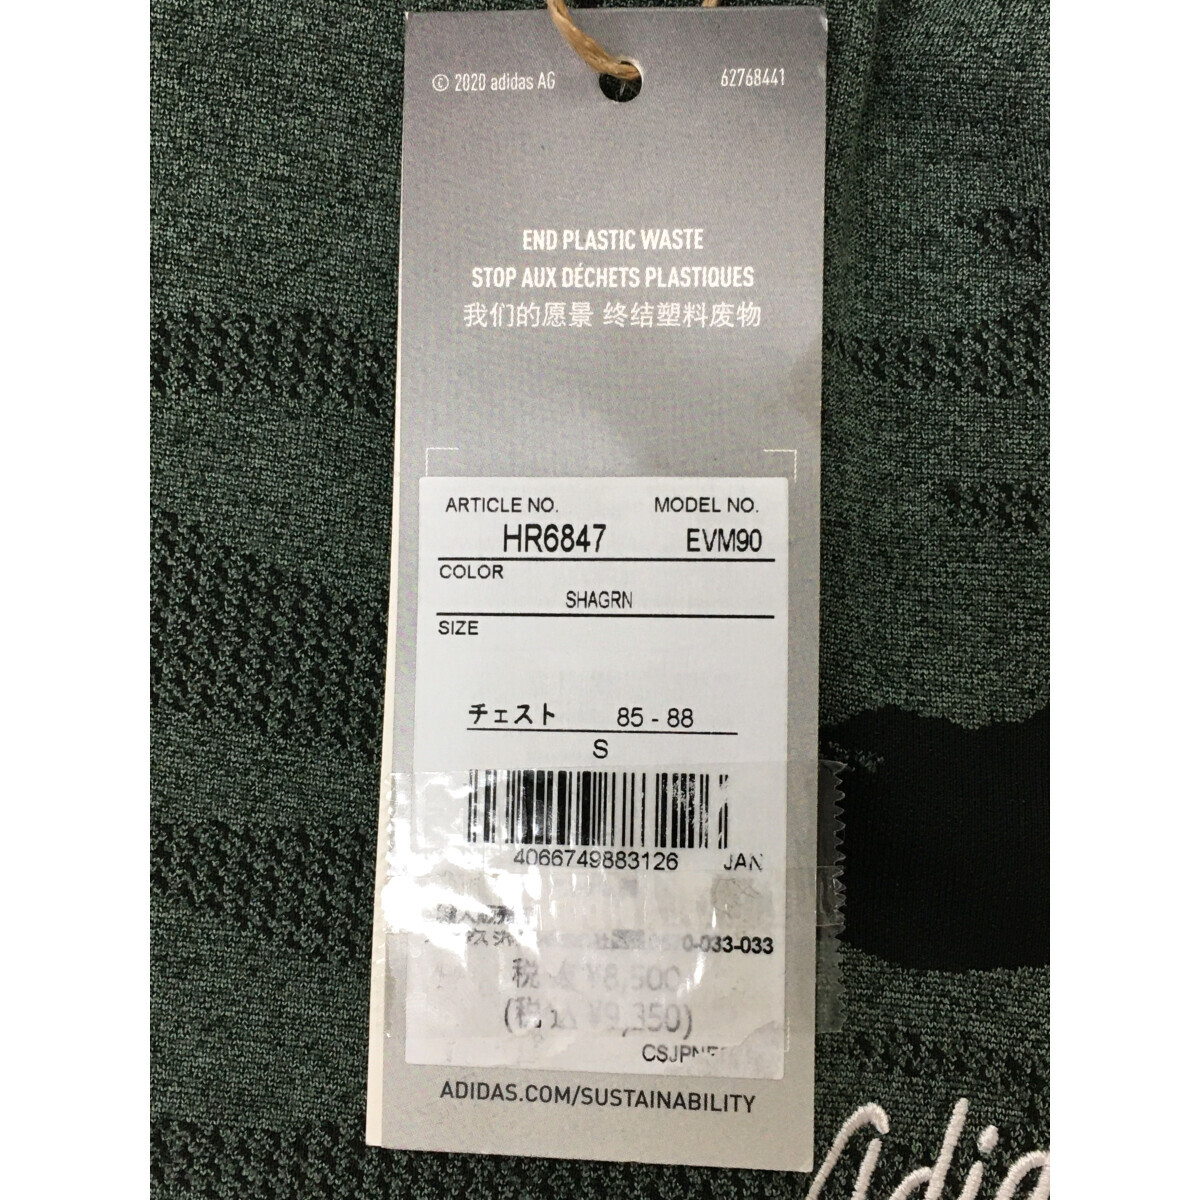 © 2020 adidas AG 62768441
END PLASTIC WASTE
STOP AUX DÉCHETS PLASTIQUES
我们的愿景 终结塑料废物
ARTICLE NO. MODEL NO.
HR6847 EVM90
COLOR
SHAGRN
SIZE
チェスト 85 - 88
S
4066749883126 JAN
税 ¥8,500
(税込 ¥9,350)
ADIDAS.COM/SUSTAINABILITY